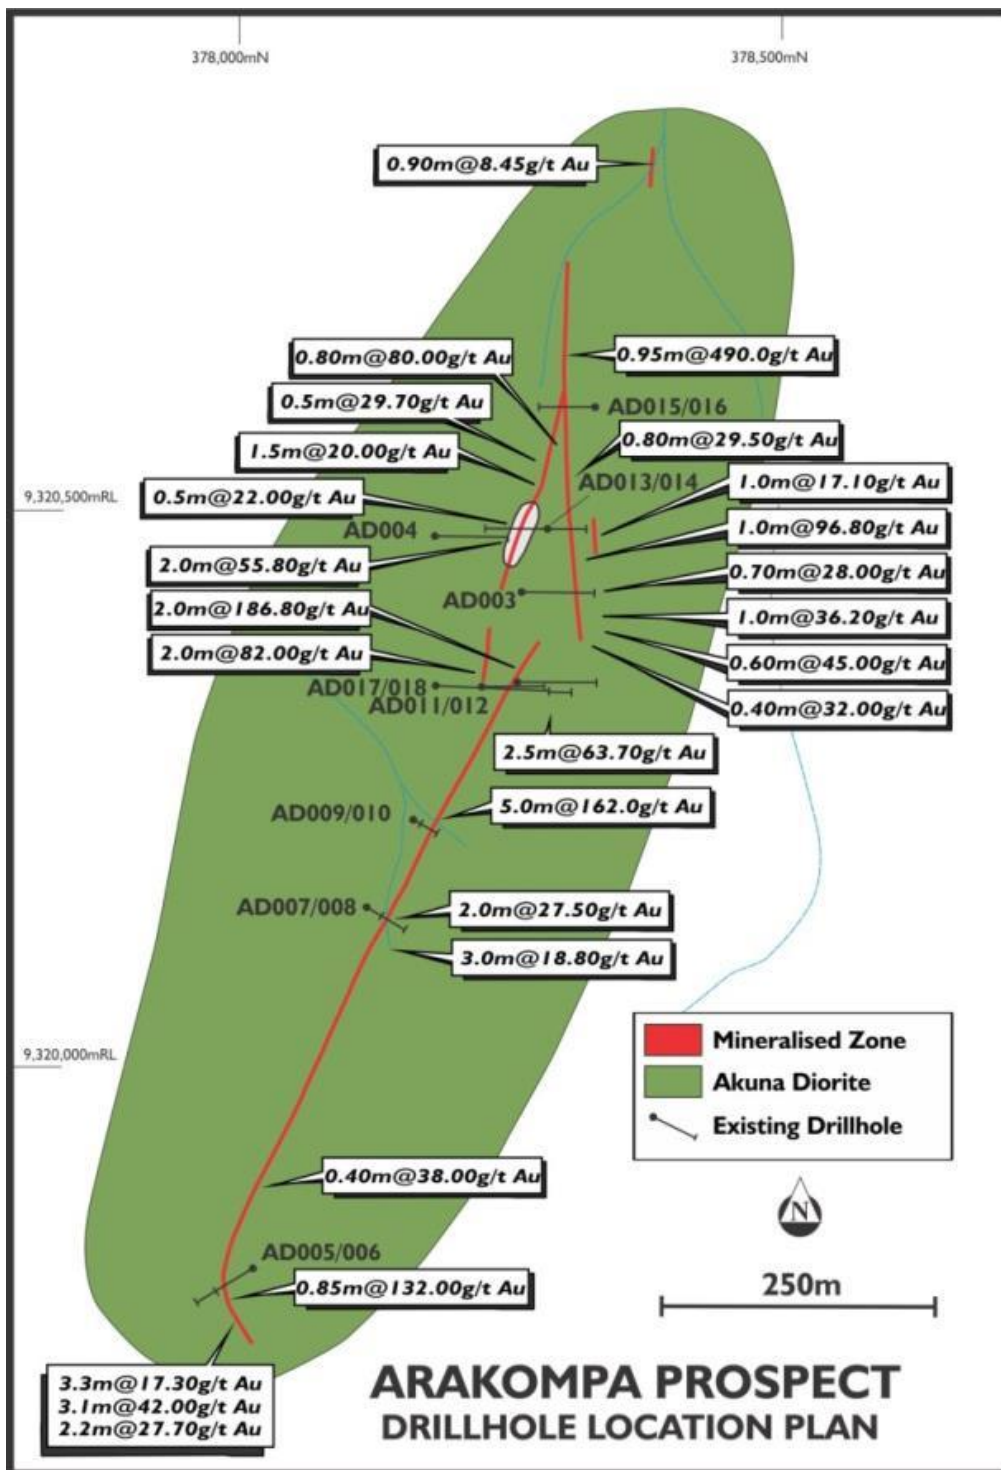 378,000mN
378,500mN
0.90m@8.45g/t Au
0.80m@80.00g/t Au
0.95m@490.0g/t Au
0.5m@29.70g/t Au
AD015/016
1.5m@20.00g/t Au
0.80m@29.50g/t Au
AD013/014
9,320,500mRL
0.5m@22.00g/t Au
1.0m@17.10g/t Au
AD004
1.0m@96.80g/t Au
2.0m@55.80g/t Au
0.70m@28.00g/t Au
AD003
2.0m@186.80g/t Au
1.0m@36.20g/t Au
2.0m@82.00g/t Au
0.60m@45.00g/t Au
AD017/018
AD011/012
0.40m@32.00g/t Au
2.5m@63.70g/t Au
5.0m@162.0g/t Au
AD009/010
AD007/008
2.0m@27.50g/t Au
3.0m@18.80g/t Au
9,320,000mRL
Mineralised Zone
Akuna Diorite
Existing Drillhole
0.40m@38.00g/t Au
N
AD005/006
0.85m@132.00g/t Au
250m
3.3m@17.30g/t Au
3.1m@42.00g/t Au
2.2m@27.70g/t Au
ARAKOMPA PROSPECT
DRILLHOLE LOCATION PLAN